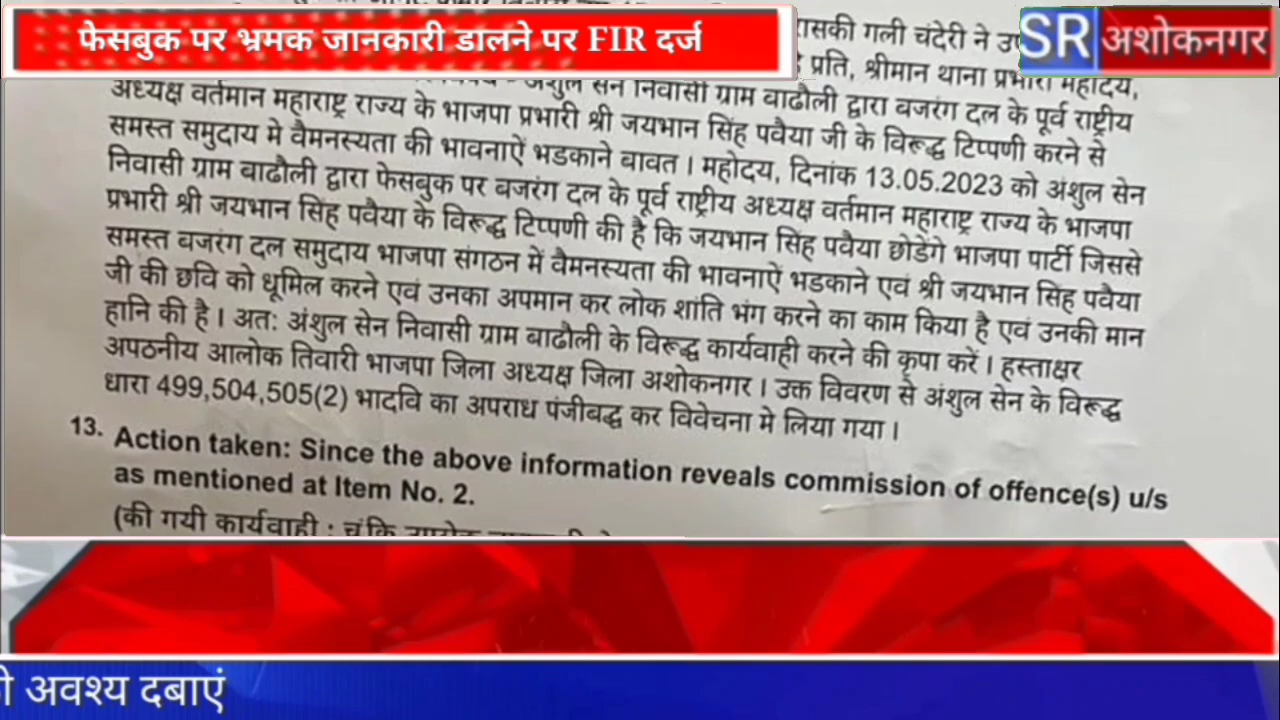 फेसबुक पर भ्रमक जानकारी डालने पर FIR दर्ज
SR अशोकनगर
गली चंदेरी ने
प्रति, श्रीमान थाना प्रभारी महोदय,
अंशुल सेन निवासी ग्राम बाढौली द्वारा बजरंग दल के पूर्व राष्ट्रीय
अध्यक्ष वर्तमान महाराष्ट्र राज्य के भाजपा प्रभारी श्री जयभान सिंह पवैया जी के विरूद्ध टिप्पणी करने से
समस्त समुदाय मे वैमनस्यता की भावनाऐं भडकाने बावत । महोदय, दिनांक 13.05.2023 को अंशुल सेन
निवासी ग्राम बाढौली द्वारा फेसबुक पर बजरंग दल के पूर्व राष्ट्रीय अध्यक्ष वर्तमान महाराष्ट्र राज्य के भाजपा
प्रभारी श्री जयभान सिंह पवैया के विरूद्ध टिप्पणी की है कि जयभान सिंह पवैया छोडेंगे भाजपा पार्टी जिससे
समस्त वजरंग दल समुदाय भाजपा संगठन में वैमनस्यता की भावनाऐं भडकाने एवं श्री जयभान सिंह पवैया
जी की छवि को धूमिल करने एवं उनका अपमान कर लोक शांति भंग करने का काम किया है एवं उनकी मान
हानि की है । अतः अंशुल सेन निवासी ग्राम बाढौली के विरूद्ध कार्यवाही करने की कृपा करें । हस्ताक्षर
अपठनीय आलोक तिवारी भाजपा जिला अध्यक्ष जिला अशोकनगर । उक्त विवरण से अंशुल सेन के विरूद्ध
धारा 499,504,505(2) भादवि का अपराध पंजीबद्ध कर विवेचना मे लिया गया ।
13. Action taken: Since the above information reveals commission of offence(s) u/s
as mentioned at Item No. 2.
(की गयी कार्यवाही : चूंकि
अवश्य दबाएं